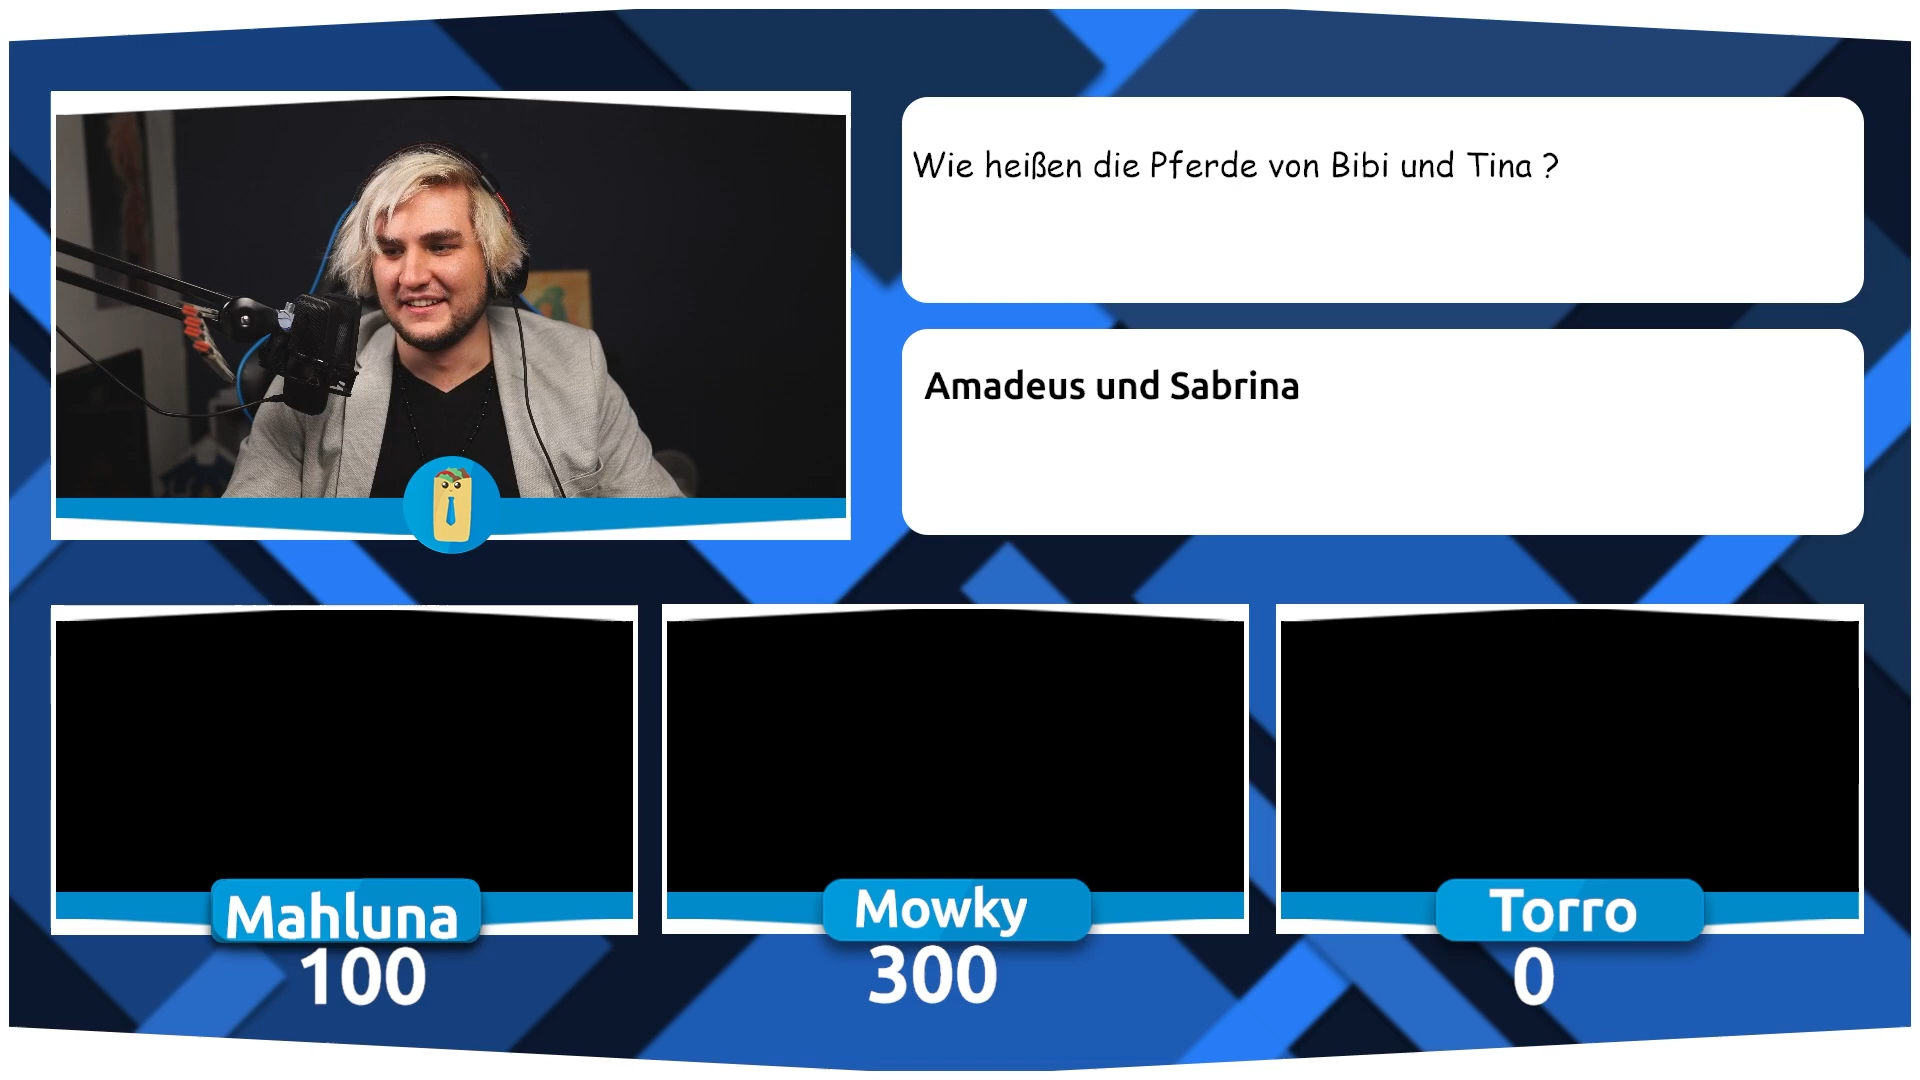 Wie heißen die Pferde von Bibi und Tina ?
Amadeus und Sabrina
Mahluna
100
Mowky
300
Torro
0